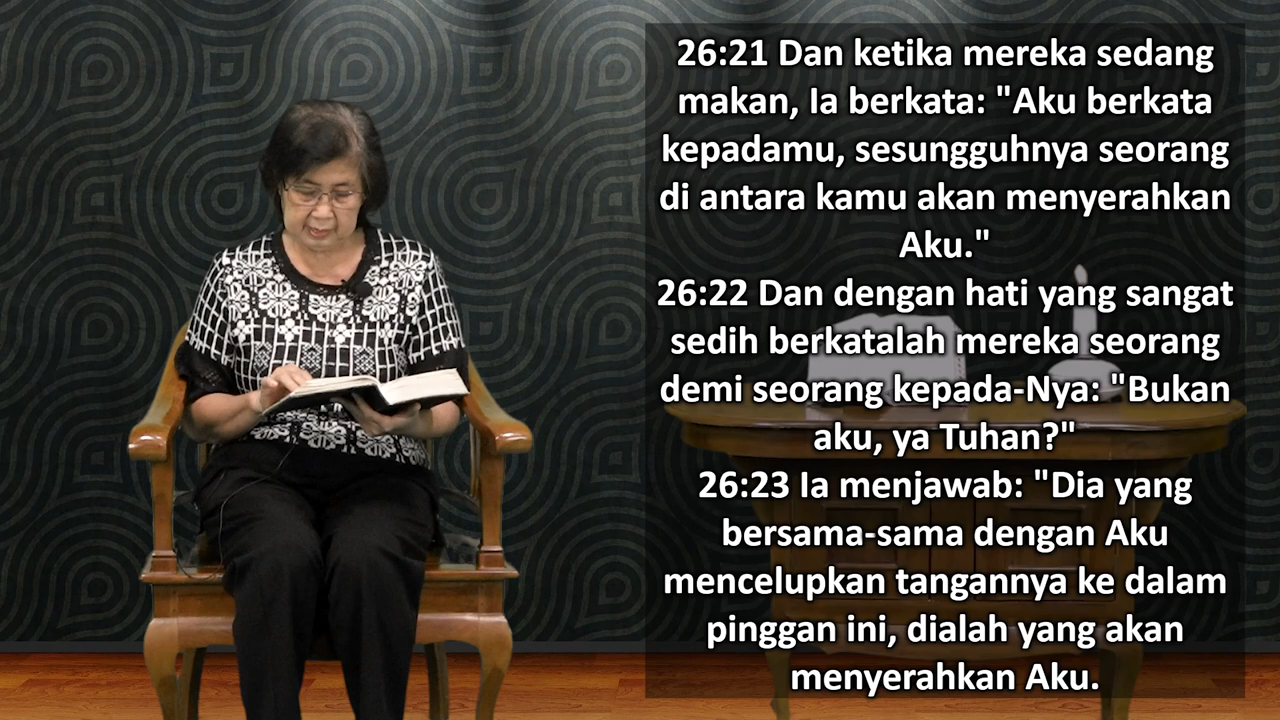 26:21 Dan ketika mereka sedang
makan, Ia berkata: "Aku berkata
kepadamu, sesungguhnya seorang
di antara kamu akan menyerahkan
Aku."
26:22 Dan dengan hati yang sangat
sedih berkatalah mereka seorang
demi seorang kepada-Nya: "Bukan
aku, ya Tuhan?"
26:23 Ia menjawab: "Dia yang
bersama-sama dengan Aku
mencelupkan tangannya ke dalam
pinggan ini, dialah yang akan
menyerahkan Aku.